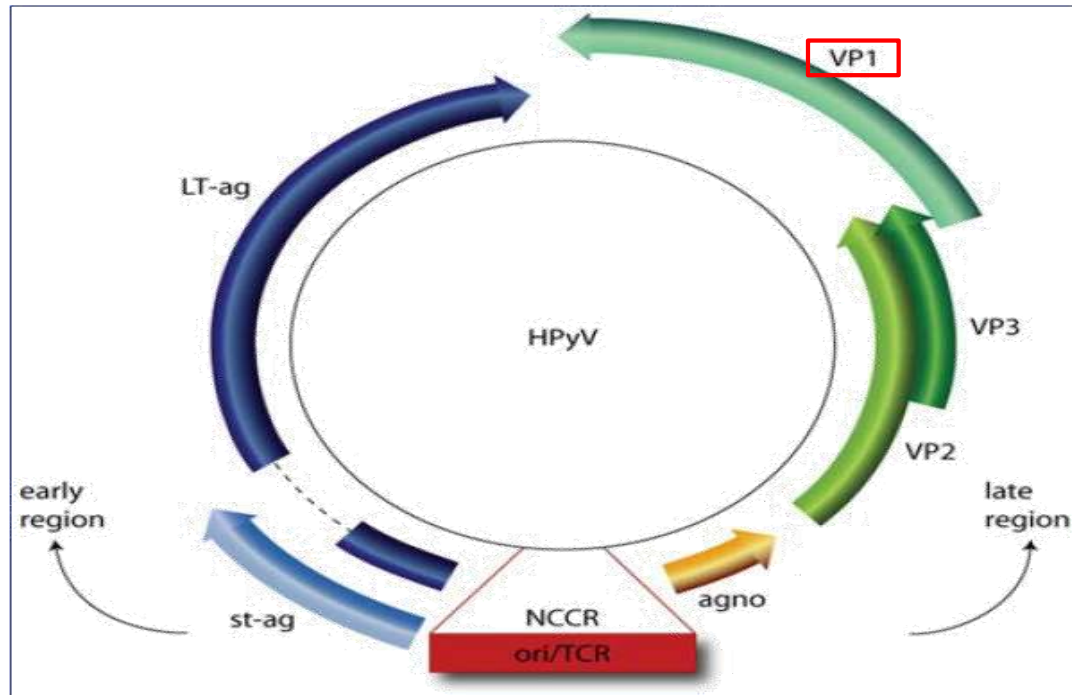 VP1
LT-ag
HPyV
VP3
VP2
early
region
late
region
agno
st-ag
NCCR
ori/TCR